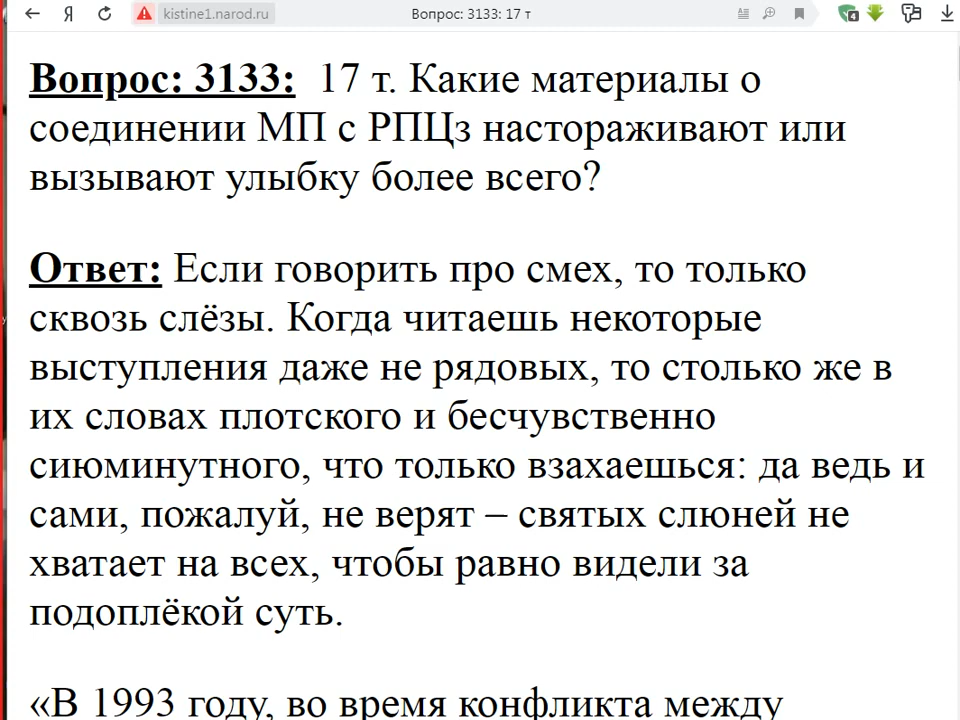 Я kistine1.narod.ru Вопрос: 3133: 17 т 4
Вопрос: 3133: 17 т. Какие материалы о
соединении МП с РПЦз настораживают или
вызывают улыбку более всего?
Ответ: Если говорить про смех, то только
сквозь слёзы. Когда читаешь некоторые
выступления даже не рядовых, то столько же в
их словах плотского и бесчувственно
сиюминутного, что только взахаешься: да ведь и
сами, пожалуй, не верят – святых слюней не
хватает на всех, чтобы равно видели за
подоплёкой суть.
«В 1993 году, во время конфликта между